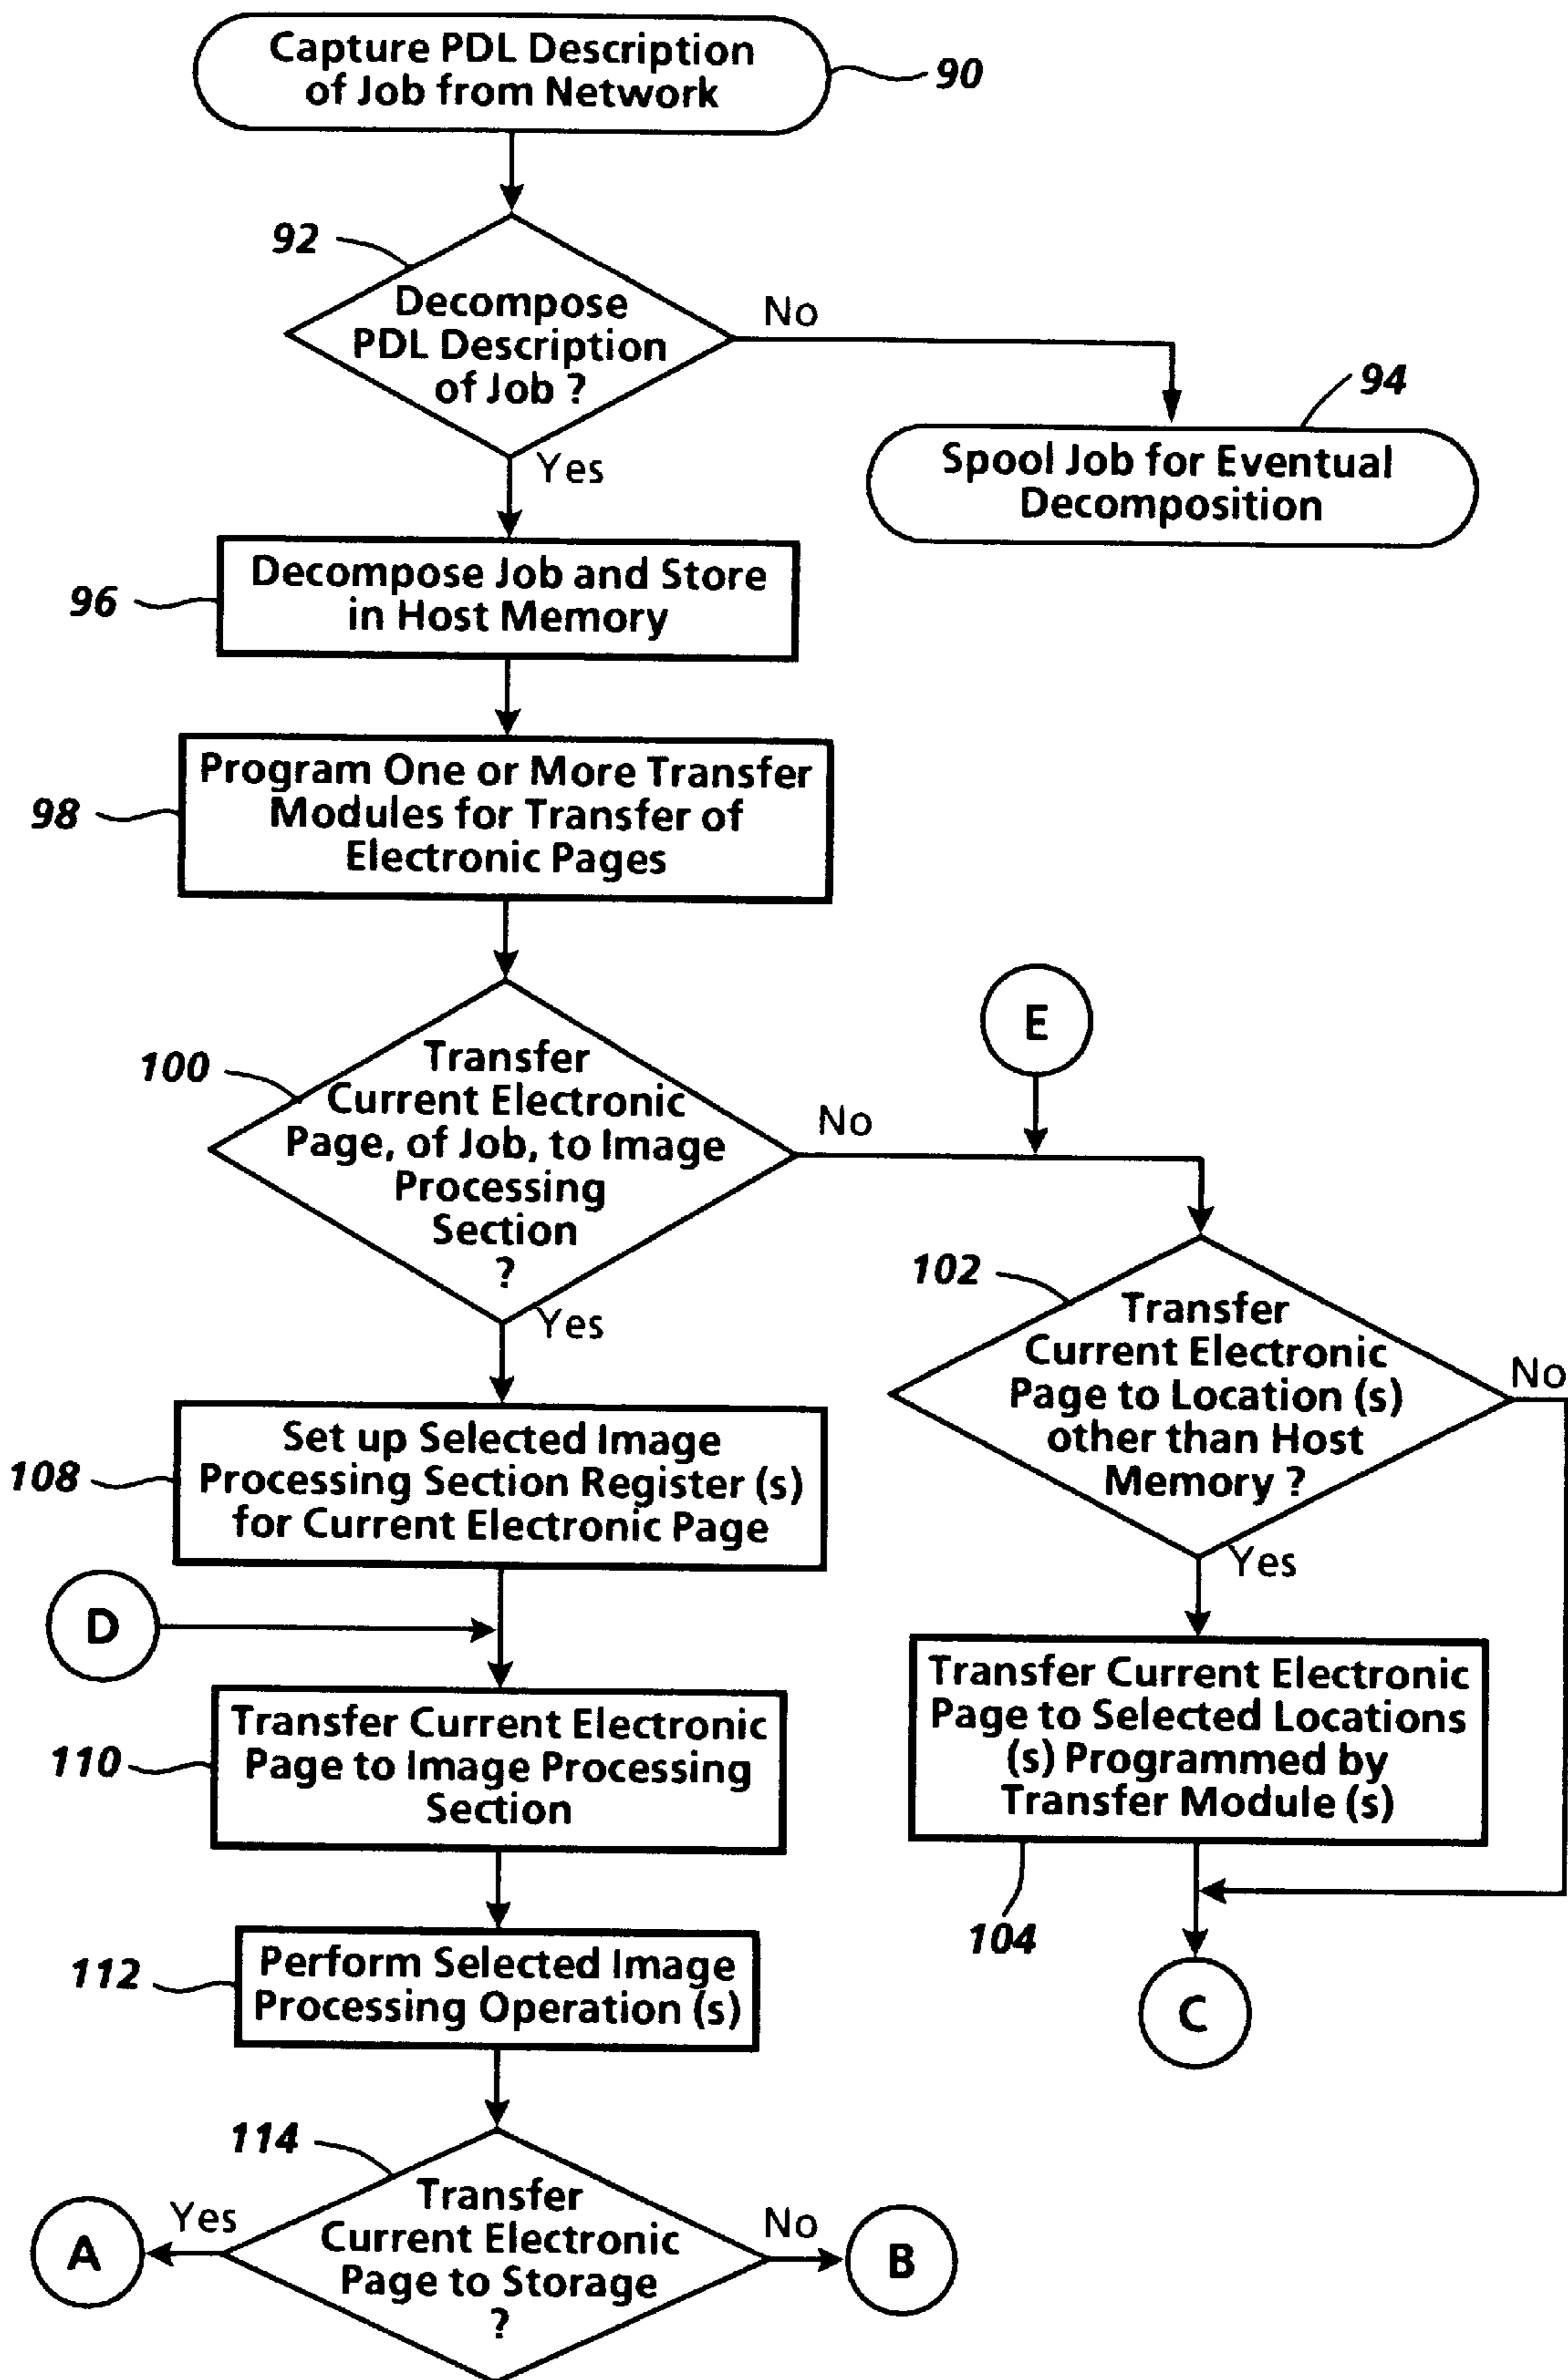 Capture PDL Description
of Job from Network
90
92
Decompose
PDL Description
of Job ?
No
Yes
94
Spool Job for Eventual
Decomposition
96
Decompose Job and Store
in Host Memory
98
Program One or More Transfer
Modules for Transfer of
Electronic Pages
E
100
Transfer
Current Electronic
Page, of Job, to Image
Processing
Section
?
No
Yes
102
Transfer
Current Electronic
Page to Location (s)
other than Host
Memory ?
No
Yes
108
Set up Selected Image
Processing Section Register (s)
for Current Electronic Page
D
Transfer Current Electronic
Page to Selected Locations
(s) Programmed by
Transfer Module (s)
104
110
Transfer Current Electronic
Page to Image Processing
Section
112
Perform Selected Image
Processing Operation (s)
C
114
Transfer
Current Electronic
Page to Storage
?
Yes
A
No
B